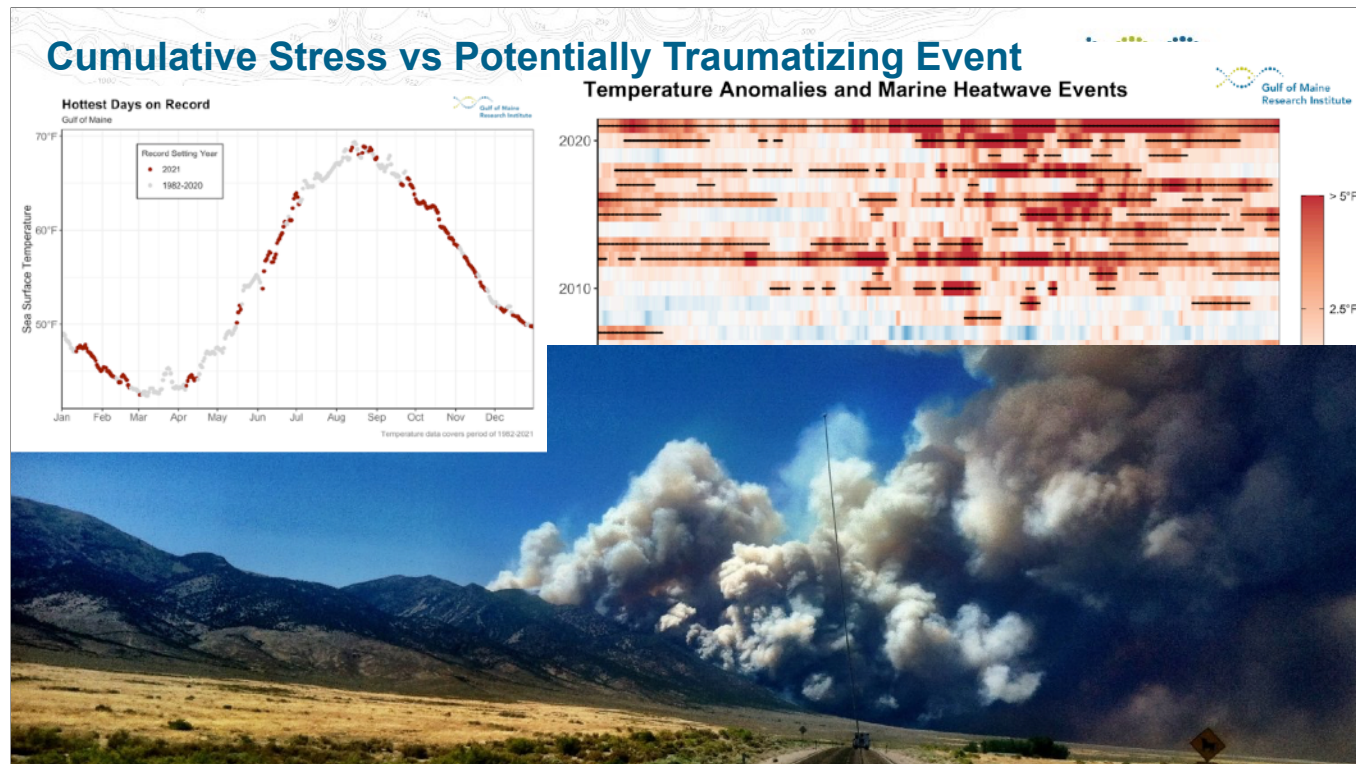 Cumulative Stress vs Potentially Traumatizing Event
Hottest Days on Record
Gulf of Maine
Gulf of Maine
Research Institute
70°F
60°F
50°F
Sea Surface Temperature
Record Setting Year
2021
1982-2020
Jan Feb Mar Apr May Jun Jul Aug Sep Oct Nov Dec
Temperature data covers period of 1982-2021
Temperature Anomalies and Marine Heatwave Events
Gulf of Maine
Research Institute
2020
2010
> 5°F
2.5°F